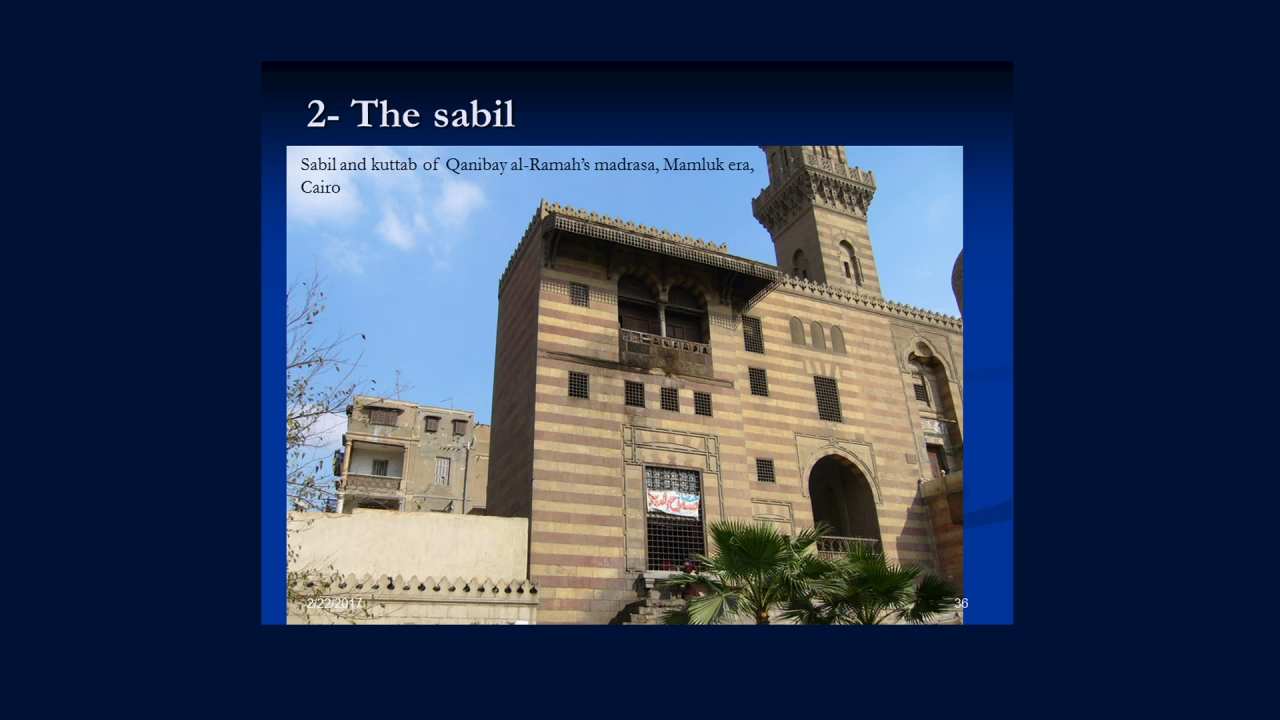 2- The sabil
Sabil and kuttab of Qanibay al-Ramah’s madrasa, Mamluk era,
Cairo
2/22/2017
36